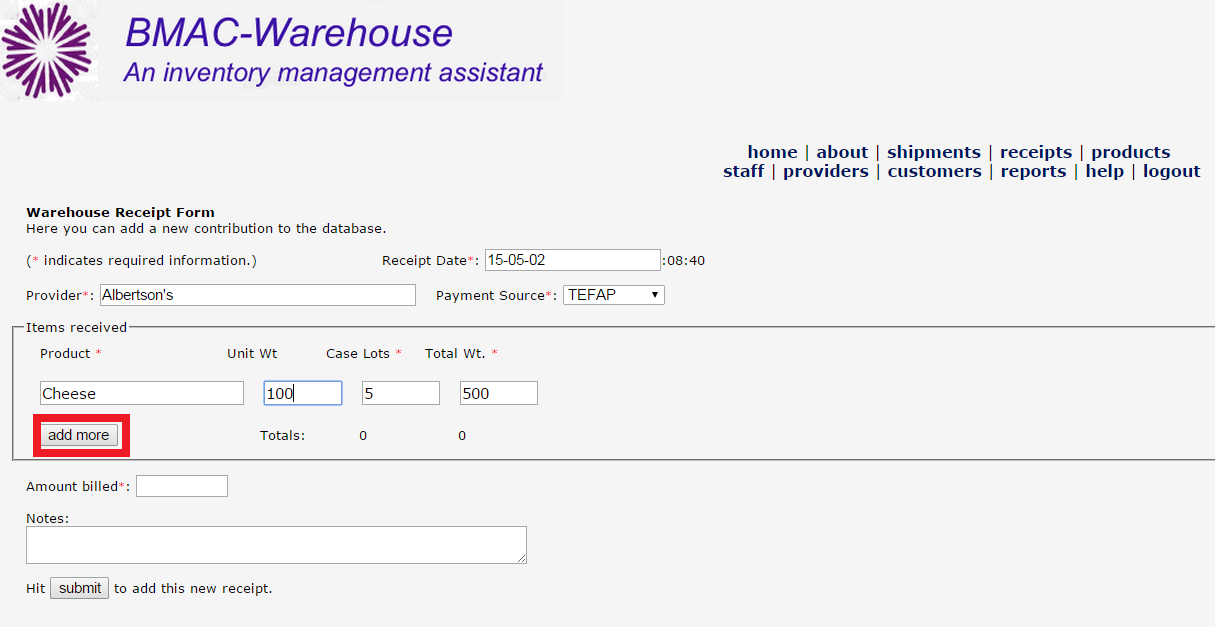 BMAC-Warehouse
An inventory management assistant
home | about | shipments | receipts | products
staff | providers | customers | reports | help | logout
Warehouse Receipt Form
Here you can add a new contribution to the database.
(* indicates required information.) Receipt Date*: 15-05-02 :08:40
Provider*: Albertson's Payment Source*: TEFAP
Items received
Product * Unit Wt Case Lots * Total Wt. *
Cheese 100 5 500
add more Totals: 0 0
Amount billed*:
Notes:
Hit submit to add this new receipt.